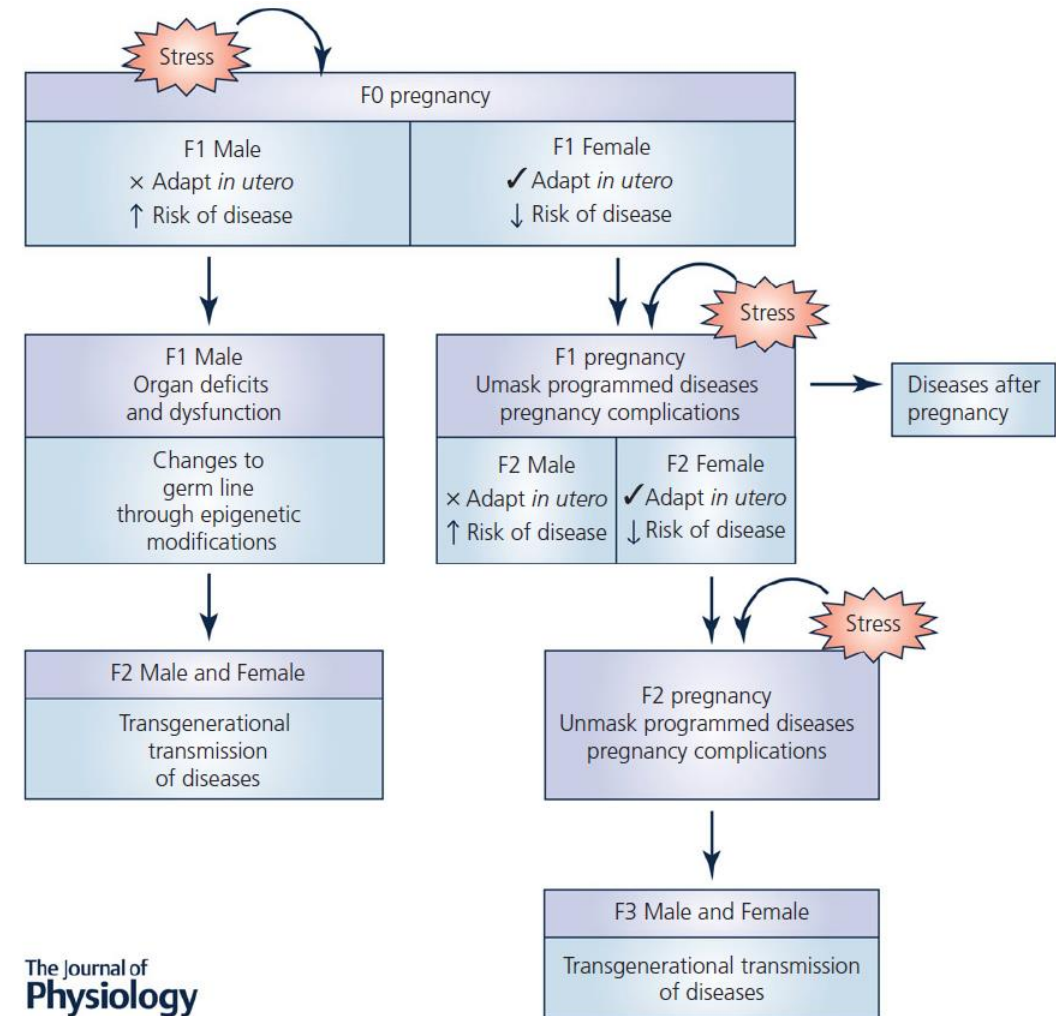 Stress
F0 pregnancy
F1 Male
× Adapt in utero
↑ Risk of disease
F1 Female
✓ Adapt in utero
↓ Risk of disease
Stress
F1 Male
Organ deficits
and dysfunction
Changes to
germ line
through epigenetic
modifications
F1 pregnancy
Umask programmed diseases
pregnancy complications
Diseases after
pregnancy
F2 Male
× Adapt in utero
↑ Risk of disease
F2 Female
✓ Adapt in utero
↓ Risk of disease
Stress
F2 Male and Female
Transgenerational
transmission
of diseases
F2 pregnancy
Unmask programmed diseases
pregnancy complications
F3 Male and Female
Transgenerational transmission
of diseases
The Journal of
Physiology